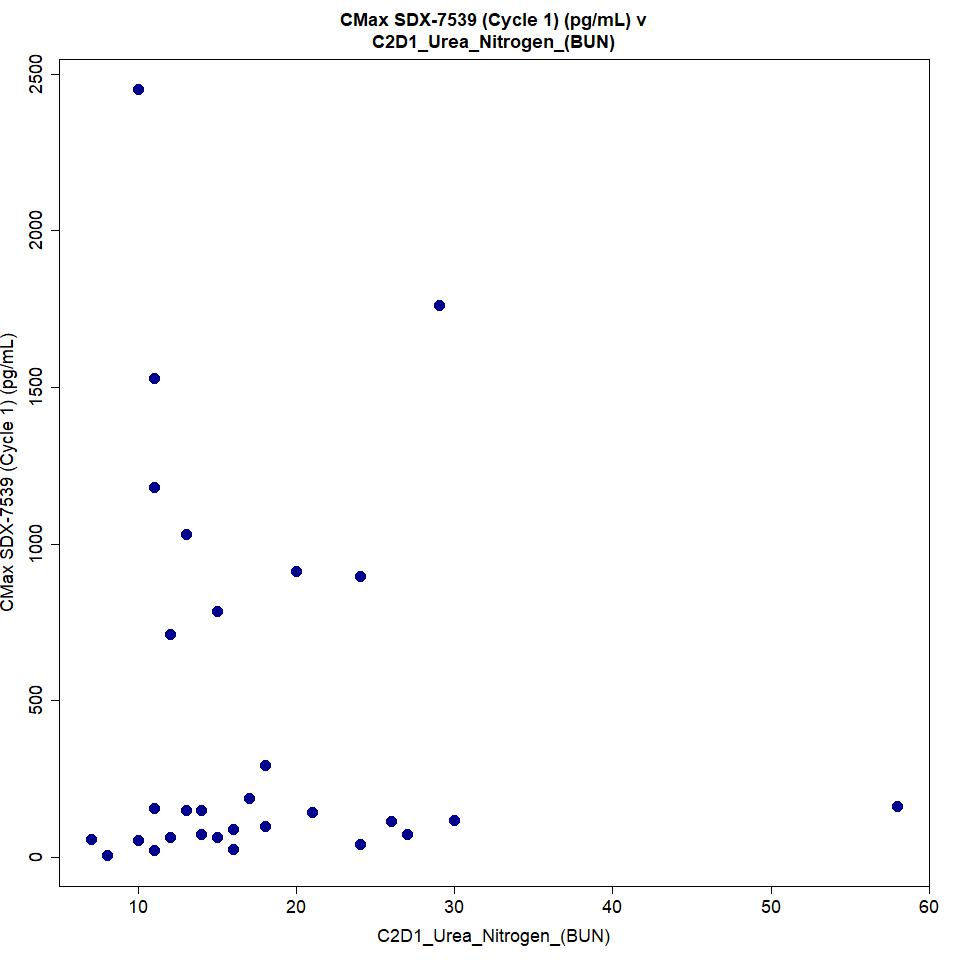 CMax SDX-7539 (Cycle 1) (pg/mL) v
C2D1_Urea_Nitrogen_(BUN)
2500
2000
1500
1000
500
0
CMax SDX-7539 (Cycle 1) (pg/mL)
10 20 30 40 50 60
C2D1_Urea_Nitrogen_(BUN)